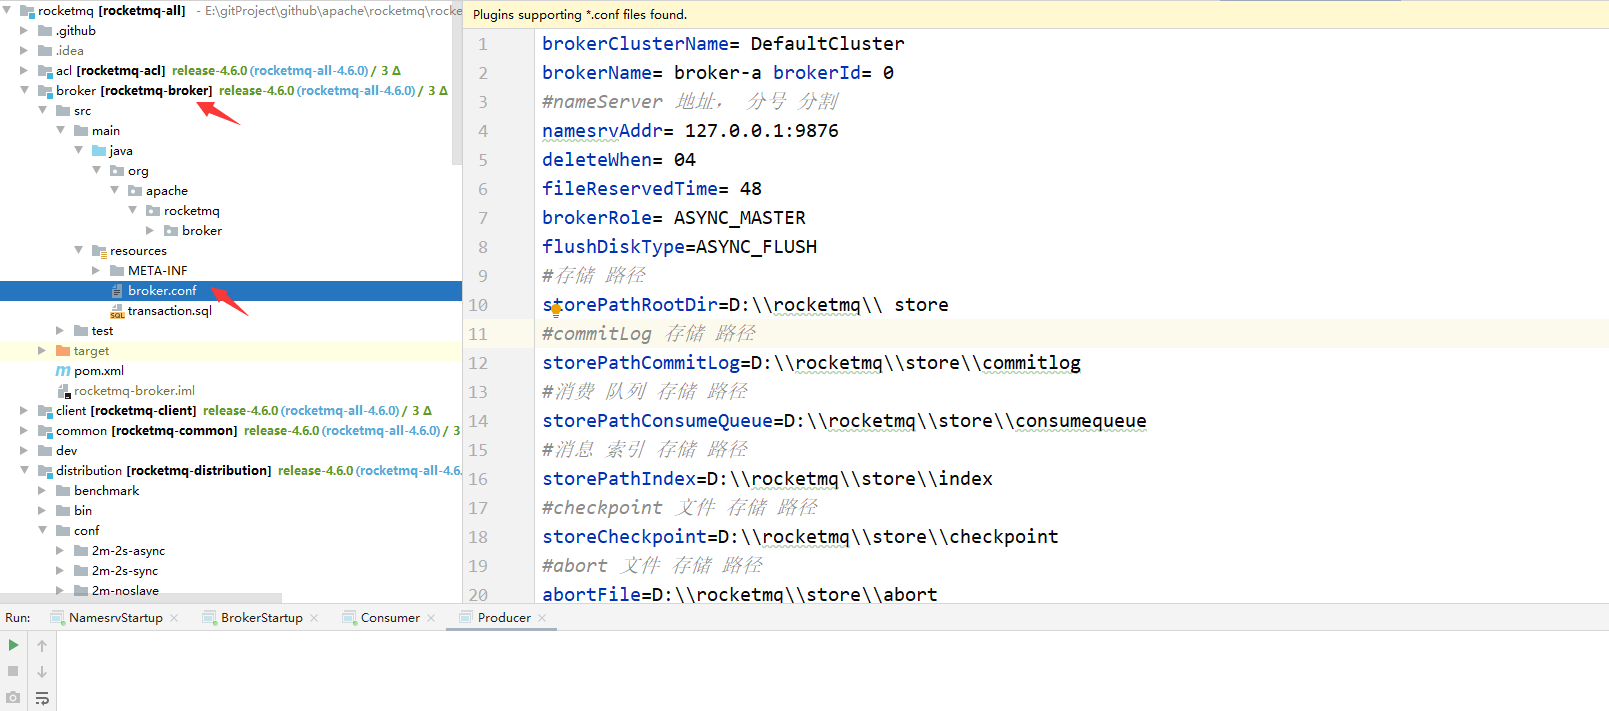 rocketmq [rocketmq-all] - E:\gitProject\github\apache\rocketmq\rocke
.github
.idea
acl [rocketmq-acl] release-4.6.0 (rocketmq-all-4.6.0) / 3 Δ
broker [rocketmq-broker] release-4.6.0 (rocketmq-all-4.6.0) / 3 Δ
src
main
java
org
apache
rocketmq
broker
resources
META-INF
broker.conf
transaction.sql
test
target
pom.xml
rocketmq-broker.iml
client [rocketmq-client] release-4.6.0 (rocketmq-all-4.6.0) / 3 Δ
common [rocketmq-common] release-4.6.0 (rocketmq-all-4.6.0) / 3
dev
distribution [rocketmq-distribution] release-4.6.0 (rocketmq-all-4.6.
benchmark
bin
conf
2m-2s-async
2m-2s-sync
2m-noslave
Plugins supporting *.conf files found.
1 brokerClusterName= DefaultCluster
2 brokerName= broker-a brokerId= 0
3 #nameServer 地址， 分号 分割
4 namesrvAddr= 127.0.0.1:9876
5 deleteWhen= 04
6 fileReservedTime= 48
7 brokerRole= ASYNC_MASTER
8 flushDiskType=ASYNC_FLUSH
9 #存储 路径
10 storePathRootDir=D:\\rocketmq\\ store
11 #commitLog 存储 路径
12 storePathCommitLog=D:\\rocketmq\\store\\commitlog
13 #消费 队列 存储 路径
14 storePathConsumeQueue=D:\\rocketmq\\store\\consumequeue
15 #消息 索引 存储 路径
16 storePathIndex=D:\\rocketmq\\store\\index
17 #checkpoint 文件 存储 路径
18 storeCheckpoint=D:\\rocketmq\\store\\checkpoint
19 #abort 文件 存储 路径
20 abortFile=D:\\rocketmq\\store\\abort
Run: NamesrvStartup BrokerStartup Consumer Producer